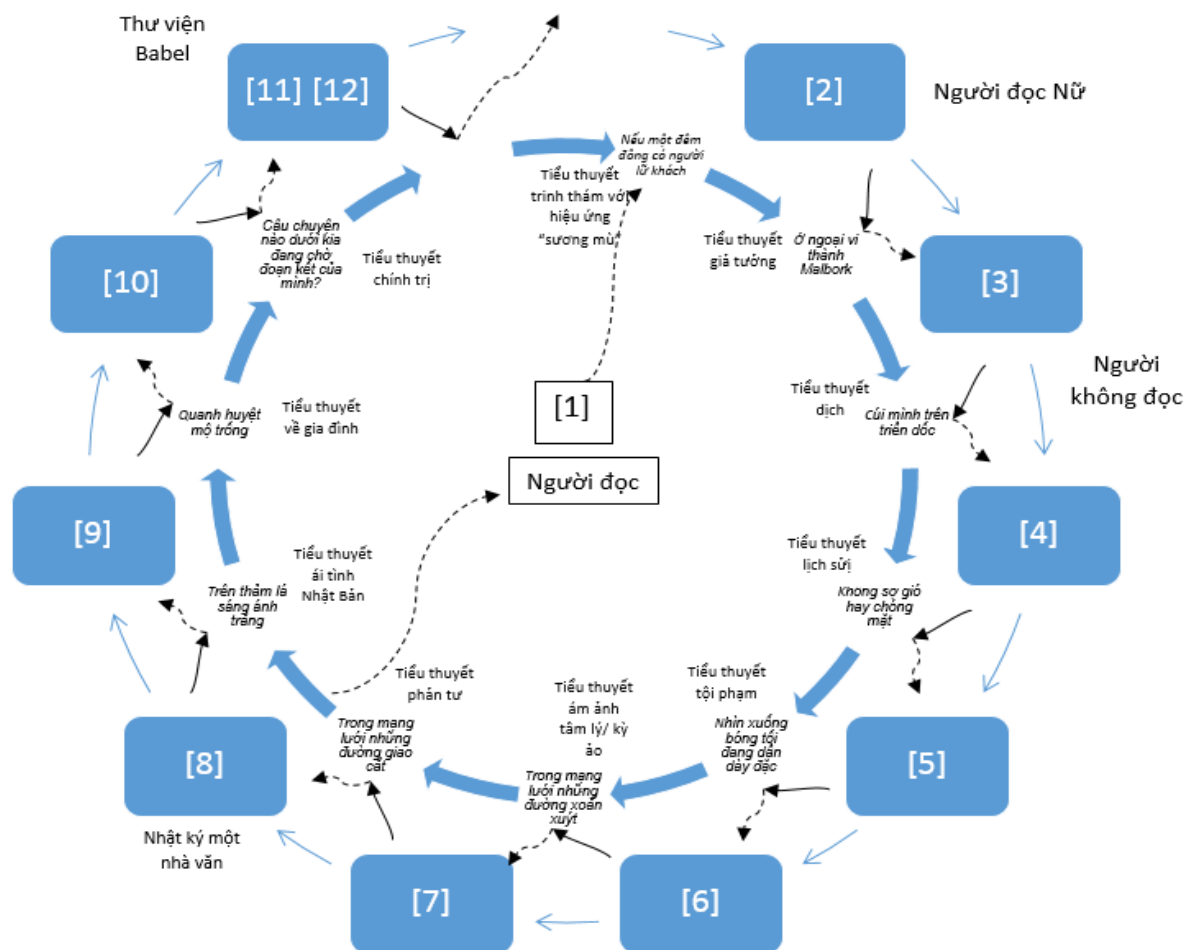 Thư viện
Babel
[11] [12]
[2]
Người đọc Nữ
Nếu một đêm
đông có người
lữ khách
Tiểu thuyết
trinh thám với
hiệu ứng
“sương mù”
Tiểu thuyết
giả tưởng
Ở ngoại vi
thành
Malbork
[3]
Câu chuyện
nào dưới kia
đang chờ
đoạn kết của
mình?
Tiểu thuyết
chính trị
[10]
Người
không đọc
Tiểu thuyết
dịch
Cúi mình trên
triền dốc
[1]
Người đọc
Quanh huyệt
mộ trống
Tiểu thuyết
về gia đình
[9]
[4]
Tiểu thuyết
lịch sửị
Không sợ gió
hay chóng
mặt
Tiểu thuyết
ái tình
Nhật Bản
Trên thảm lá
sáng ánh
trăng
Tiểu thuyết
phản tư
Tiểu thuyết
ám ảnh
tâm lý/ kỳ
ảo
Tiểu thuyết
tội phạm
Nhìn xuống
bóng tối
đang dần
dày đặc
[5]
Trong mạng
lưới những
đường giao
cắt
Trong mạng
lưới những
đường xoắn
xuýt
[8]
Nhật ký một
nhà văn
[7]
[6]